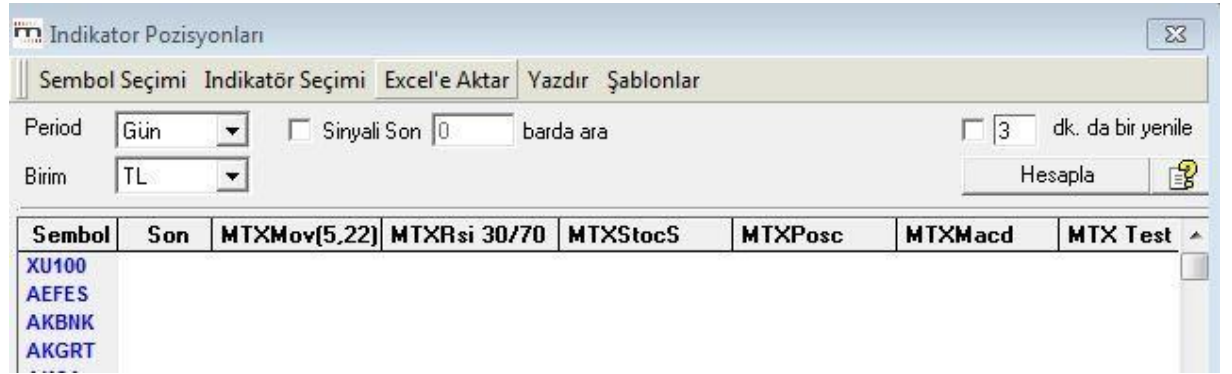 Indikator Pozisyonları
Sembol Seçimi Indikatör Seçimi Excel'e Aktar Yazdır Şablonlar
Period Gün Sinyali Son 0 barda ara 3 dk. da bir yenile
Birim TL Hesapla
Sembol Son MTXMov(5,22) MTXRsi 30/70 MTXStocS MTXPosc MTXMacd MTX Test
XU100
AEFES
AKBNK
AKGRT